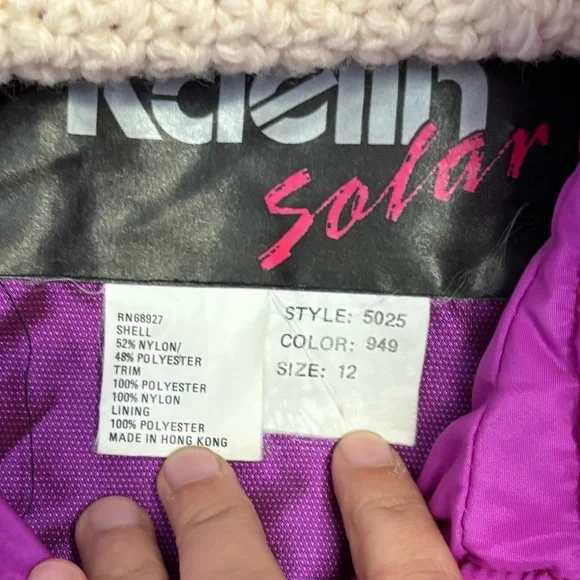 Kaelin
Solar
RN68927
SHELL
52% NYLON/
48% POLYESTER
TRIM
100% POLYESTER
100% NYLON
LINING
100% POLYESTER
MADE IN HONG KONG
STYLE: 5025
COLOR: 949
SIZE: 12